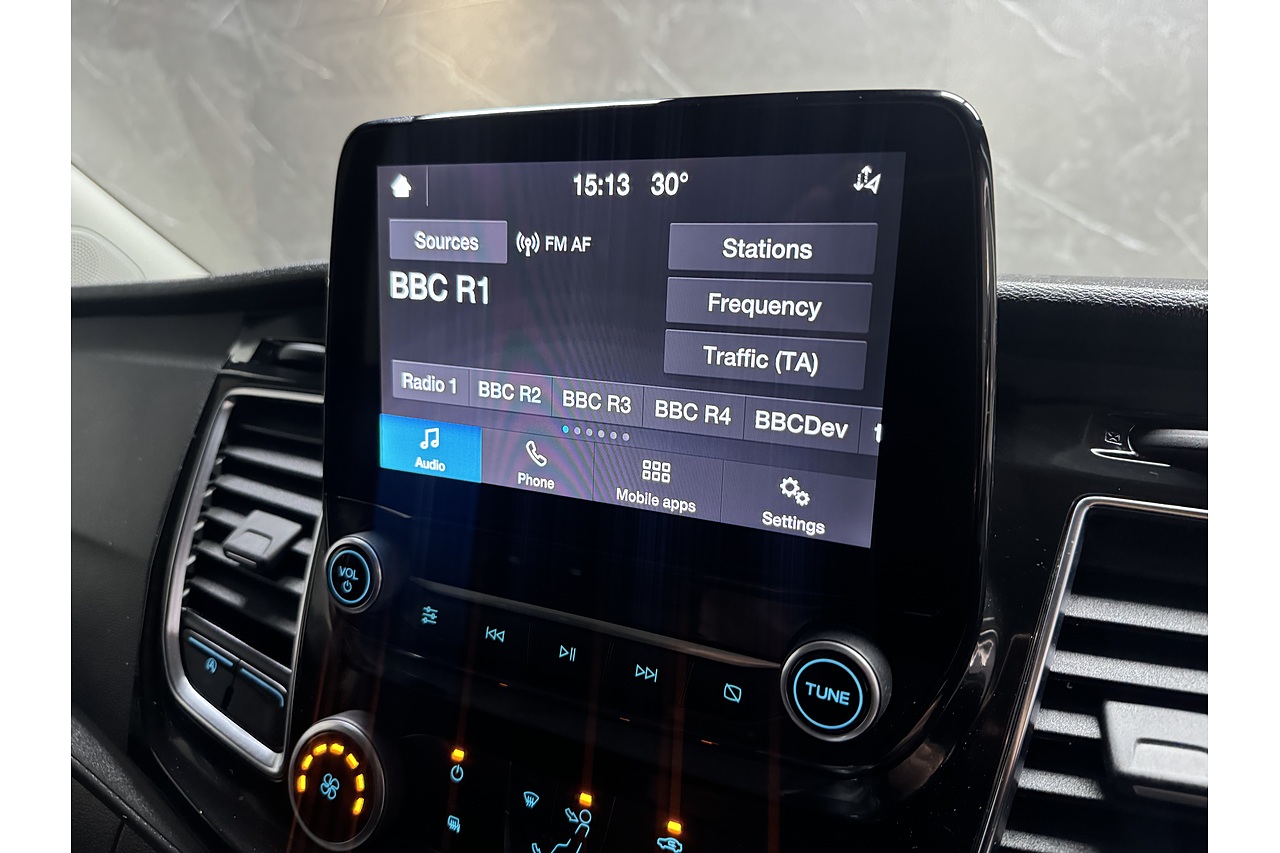 15:13 30°
Sources FM AF
Stations
BBC R1
Frequency
Traffic (TA)
Radio 1 BBC R2 BBC R3 BBC R4 BBCDev
Audio Phone Mobile apps Settings
VOL
TUNE